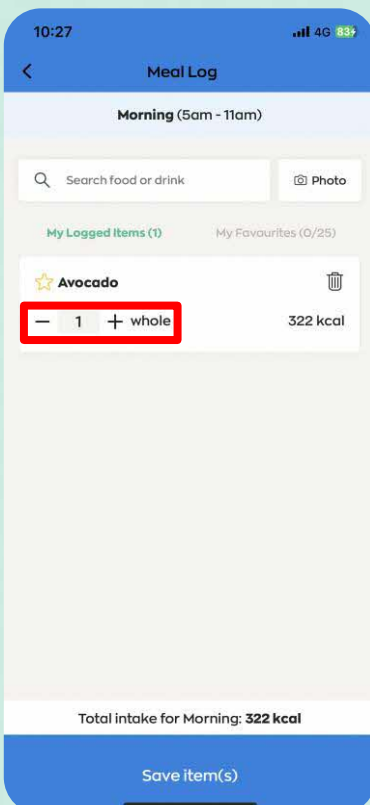 10:27 4G 83
Meal Log
Morning (5am - 11am)
Search food or drink Photo
My Logged Items (1) My Favourites (0/25)
Avocado
− 1 + whole 322 kcal
Total intake for Morning: 322 kcal
Save item(s)